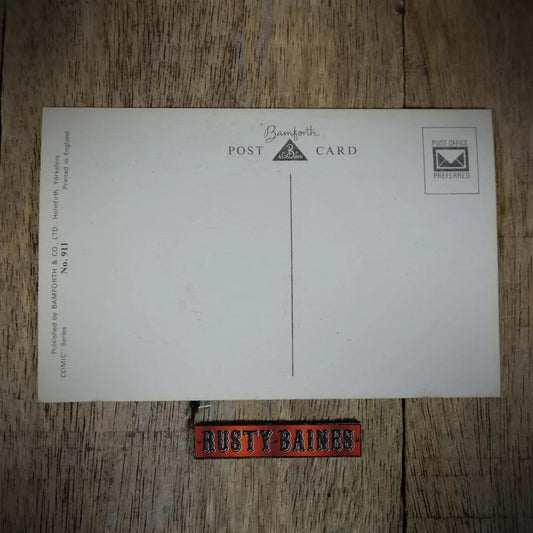 "Bamforth"
POST CARD
B
POST OFFICE
PREFERRED
Published by BAMFORTH & CO., LTD., Holmfirth, Yorkshire
Printed in England
"COMIC" Series
No. 911
RUSTY BAINES